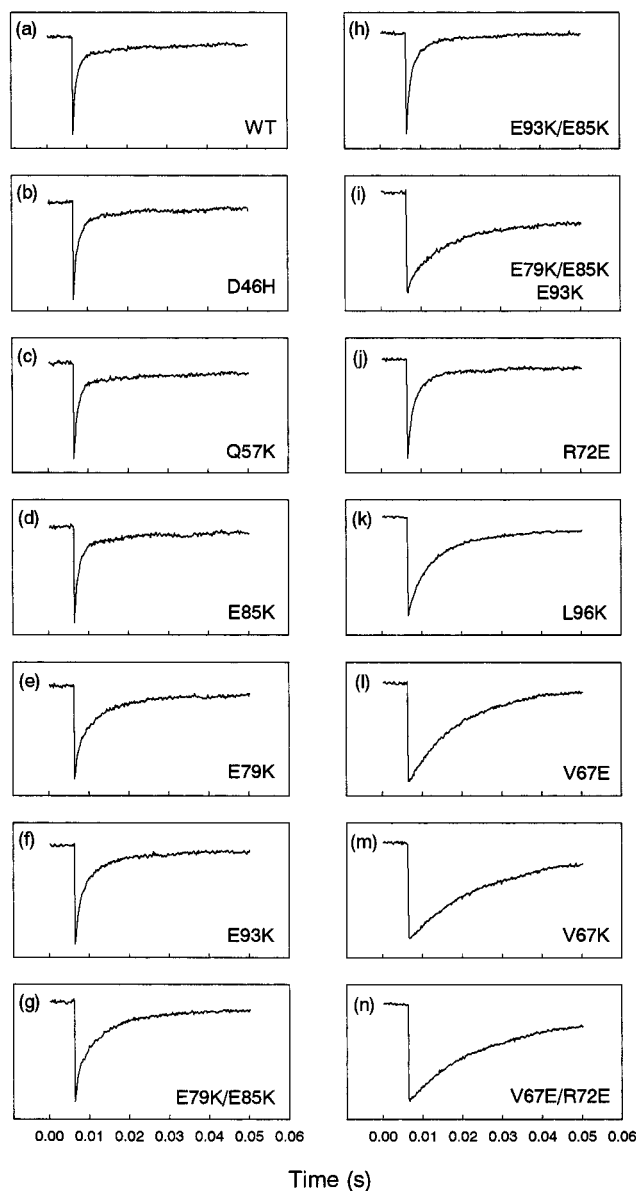 (a)
WT
(b)
D46H
(c)
Q57K
(d)
E85K
(e)
E79K
(f)
E93K
(g)
E79K/E85K
0.00 0.01 0.02 0.03 0.04 0.05 0.06
(h)
E93K/E85K
(i)
E79K/E85K
E93K
(j)
R72E
(k)
L96K
(l)
V67E
(m)
V67K
(n)
V67E/R72E
0.00 0.01 0.02 0.03 0.04 0.05 0.06
Time (s)